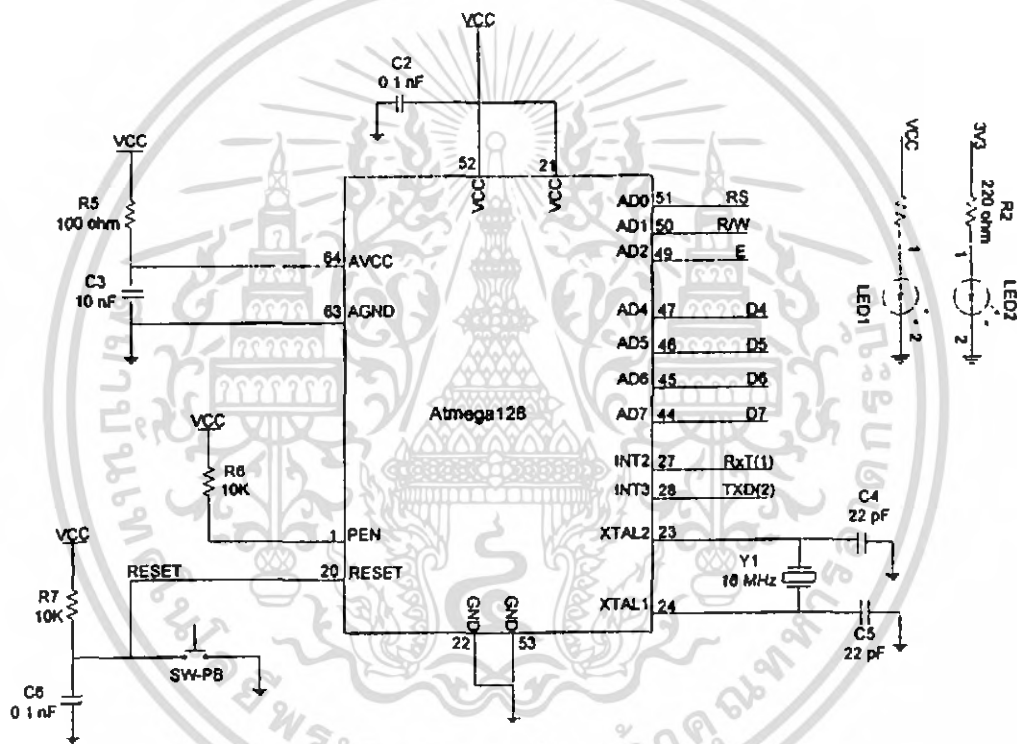 VCC
C2
0.1 nF
VCC
R5
100 ohm
C3
10 nF
52
21
VCC
VCC
64
AVCC
63
AGND
Atmega128
AD0
51
RS
AD1
50
R/W
AD2
49
E
AD4
47
D4
AD5
46
D5
AD6
45
D6
AD7
44
D7
INT2
27
RxT(1)
INT3
28
TXD(2)
XTAL2
23
XTAL1
24
C4
22 pF
Y1
16 MHz
C5
22 pF
VCC
R6
10K
1
PEN
VCC
R7
10K
RESET
20
RESET
SW-PB
C6
0.1 nF
GND
GND
22
53
VCC
1
LED1
2
3V3
R2
220 ohm
1
LED2
2